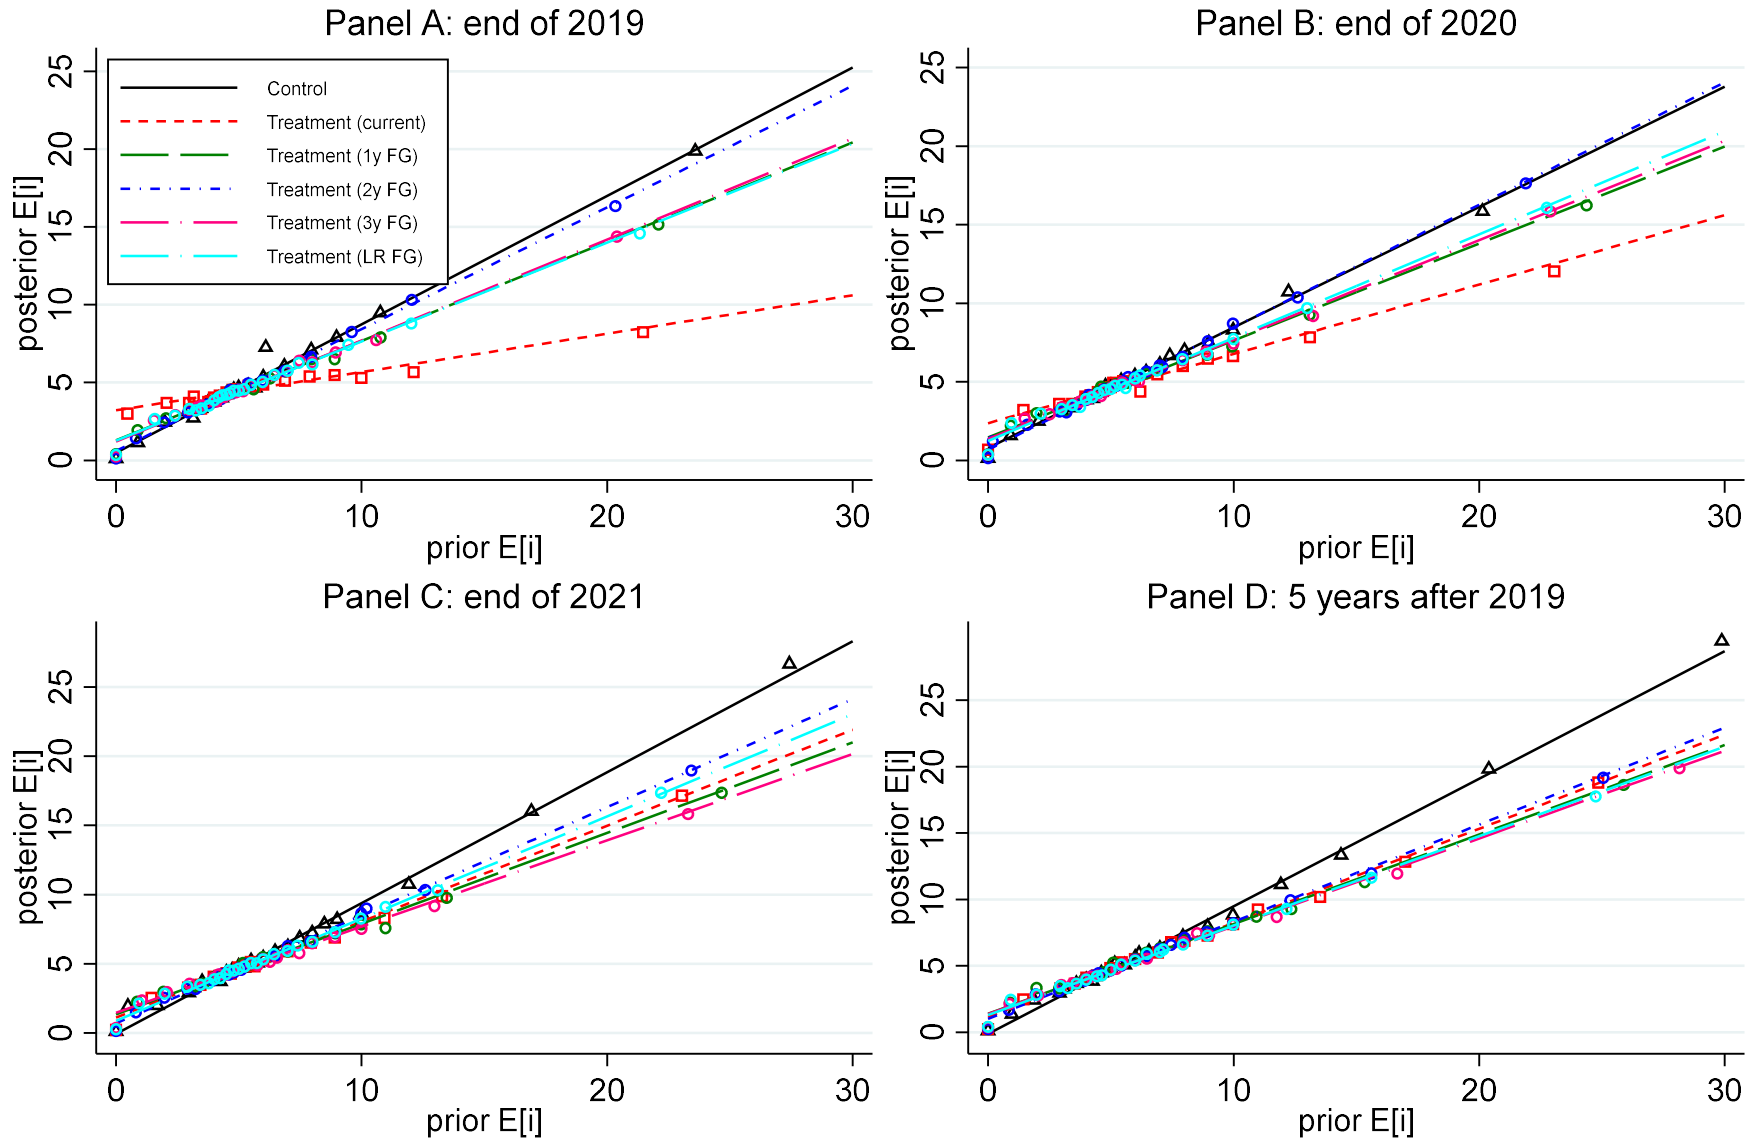 Panel A: end of 2019
posterior E[i]
25
20
15
10
5
0
Control
Treatment (current)
Treatment (1y FG)
Treatment (2y FG)
Treatment (3y FG)
Treatment (LR FG)
0 10 20 30
prior E[i]
Panel B: end of 2020
posterior E[i]
25
20
15
10
5
0
0 10 20 30
prior E[i]
Panel C: end of 2021
posterior E[i]
25
20
15
10
5
0
0 10 20 30
prior E[i]
Panel D: 5 years after 2019
posterior E[i]
25
20
15
10
5
0
0 10 20 30
prior E[i]